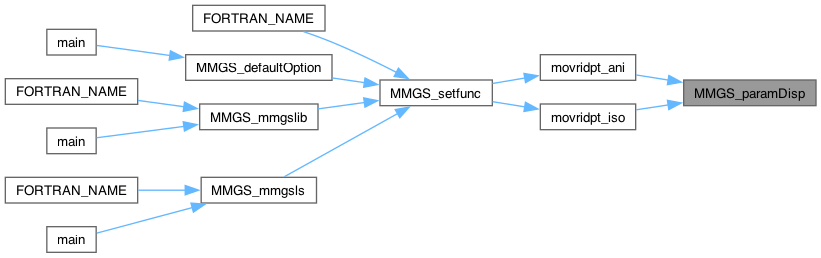 FORTRAN_NAME
main
MMGS_defaultOption
movridpt_ani
FORTRAN_NAME
MMGS_setfunc
MMGS_paramDisp
MMGS_mmgslib
movridpt_iso
main
FORTRAN_NAME
MMGS_mmgsls
main